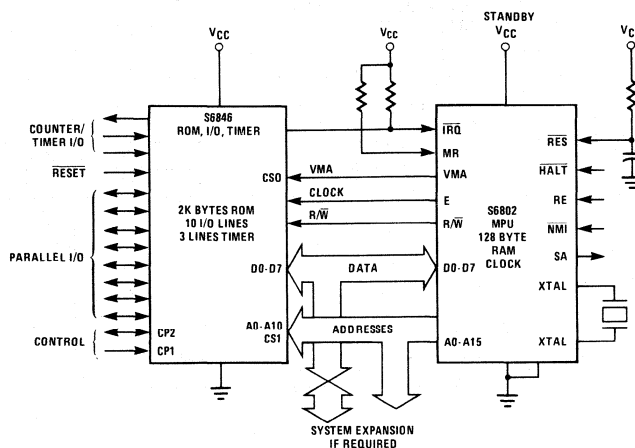 STANDBY
VCC
VCC
VCC
VC
COUNTER/
TIMER I/O
RESET
PARALLEL I/O
CONTROL
S6846
ROM, I/O, TIMER
CSO
2K BYTES ROM
10 I/O LINES
3 LINES TIMER
D0-D7
A0-A10
CS1
CP2
CP1
VMA
CLOCK
R/W
DATA
ADDRESSES
IRQ
MR
VMA
E
R/W
S6802
MPU
128 BYTE
RAM
CLOCK
D0-D7
A0-A15
RES
HALT
RE
NMI
SA
XTAL
XTAL
SYSTEM EXPANSION
IF REQUIRED